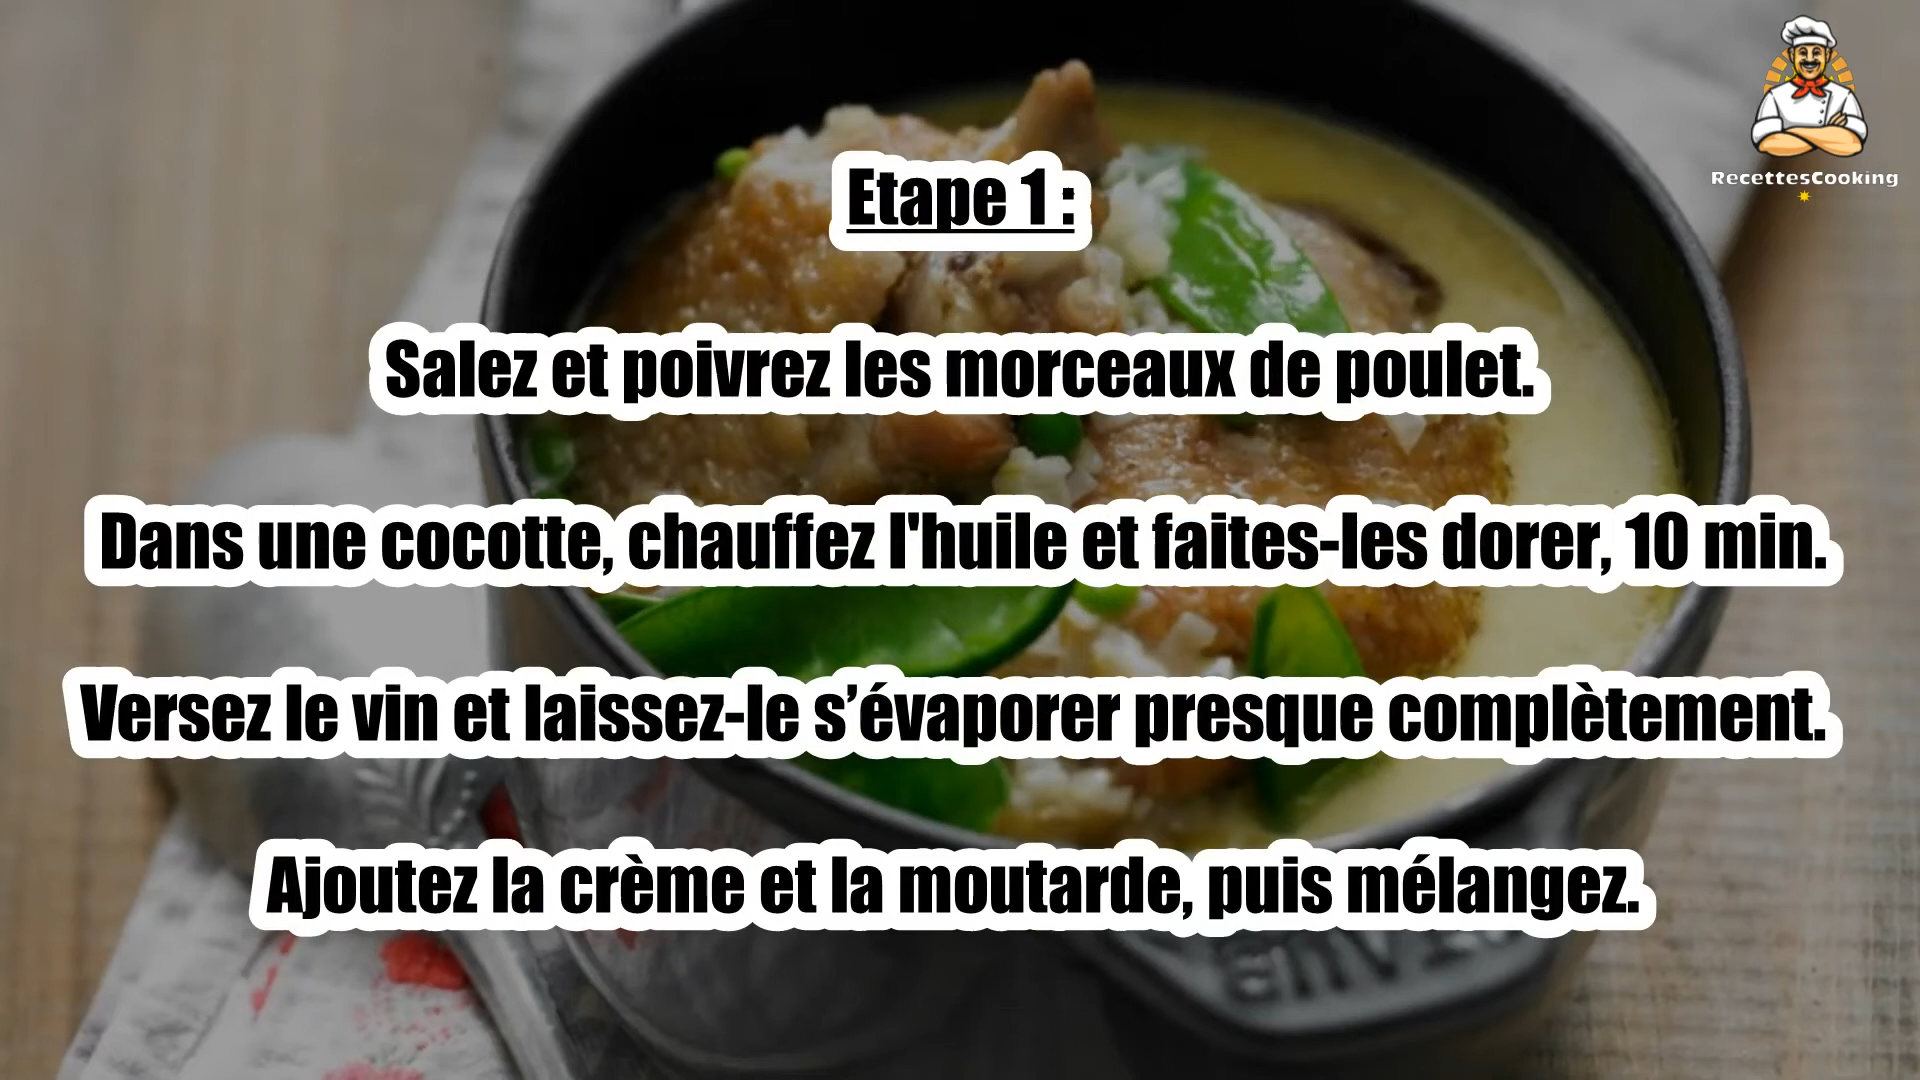 RecettesCooking
Etape 1 :
Salez et poivrez les morceaux de poulet.
Dans une cocotte, chauffez l'huile et faites-les dorer, 10 min.
Versez le vin et laissez-le s’évaporer presque complètement.
Ajoutez la crème et la moutarde, puis mélangez.